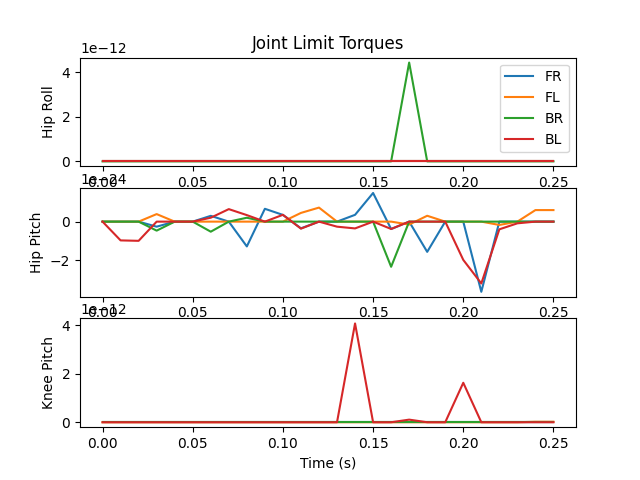 Joint Limit Torques
1e−12
Hip Roll
4
2
0
FR
FL
BR
BL
0.00 0.05 0.10 0.15 0.20 0.25
1e−24
Hip Pitch
0
−2
0.00 0.05 0.10 0.15 0.20 0.25
1e−12
Knee Pitch
4
2
0
0.00 0.05 0.10 0.15 0.20 0.25
Time (s)